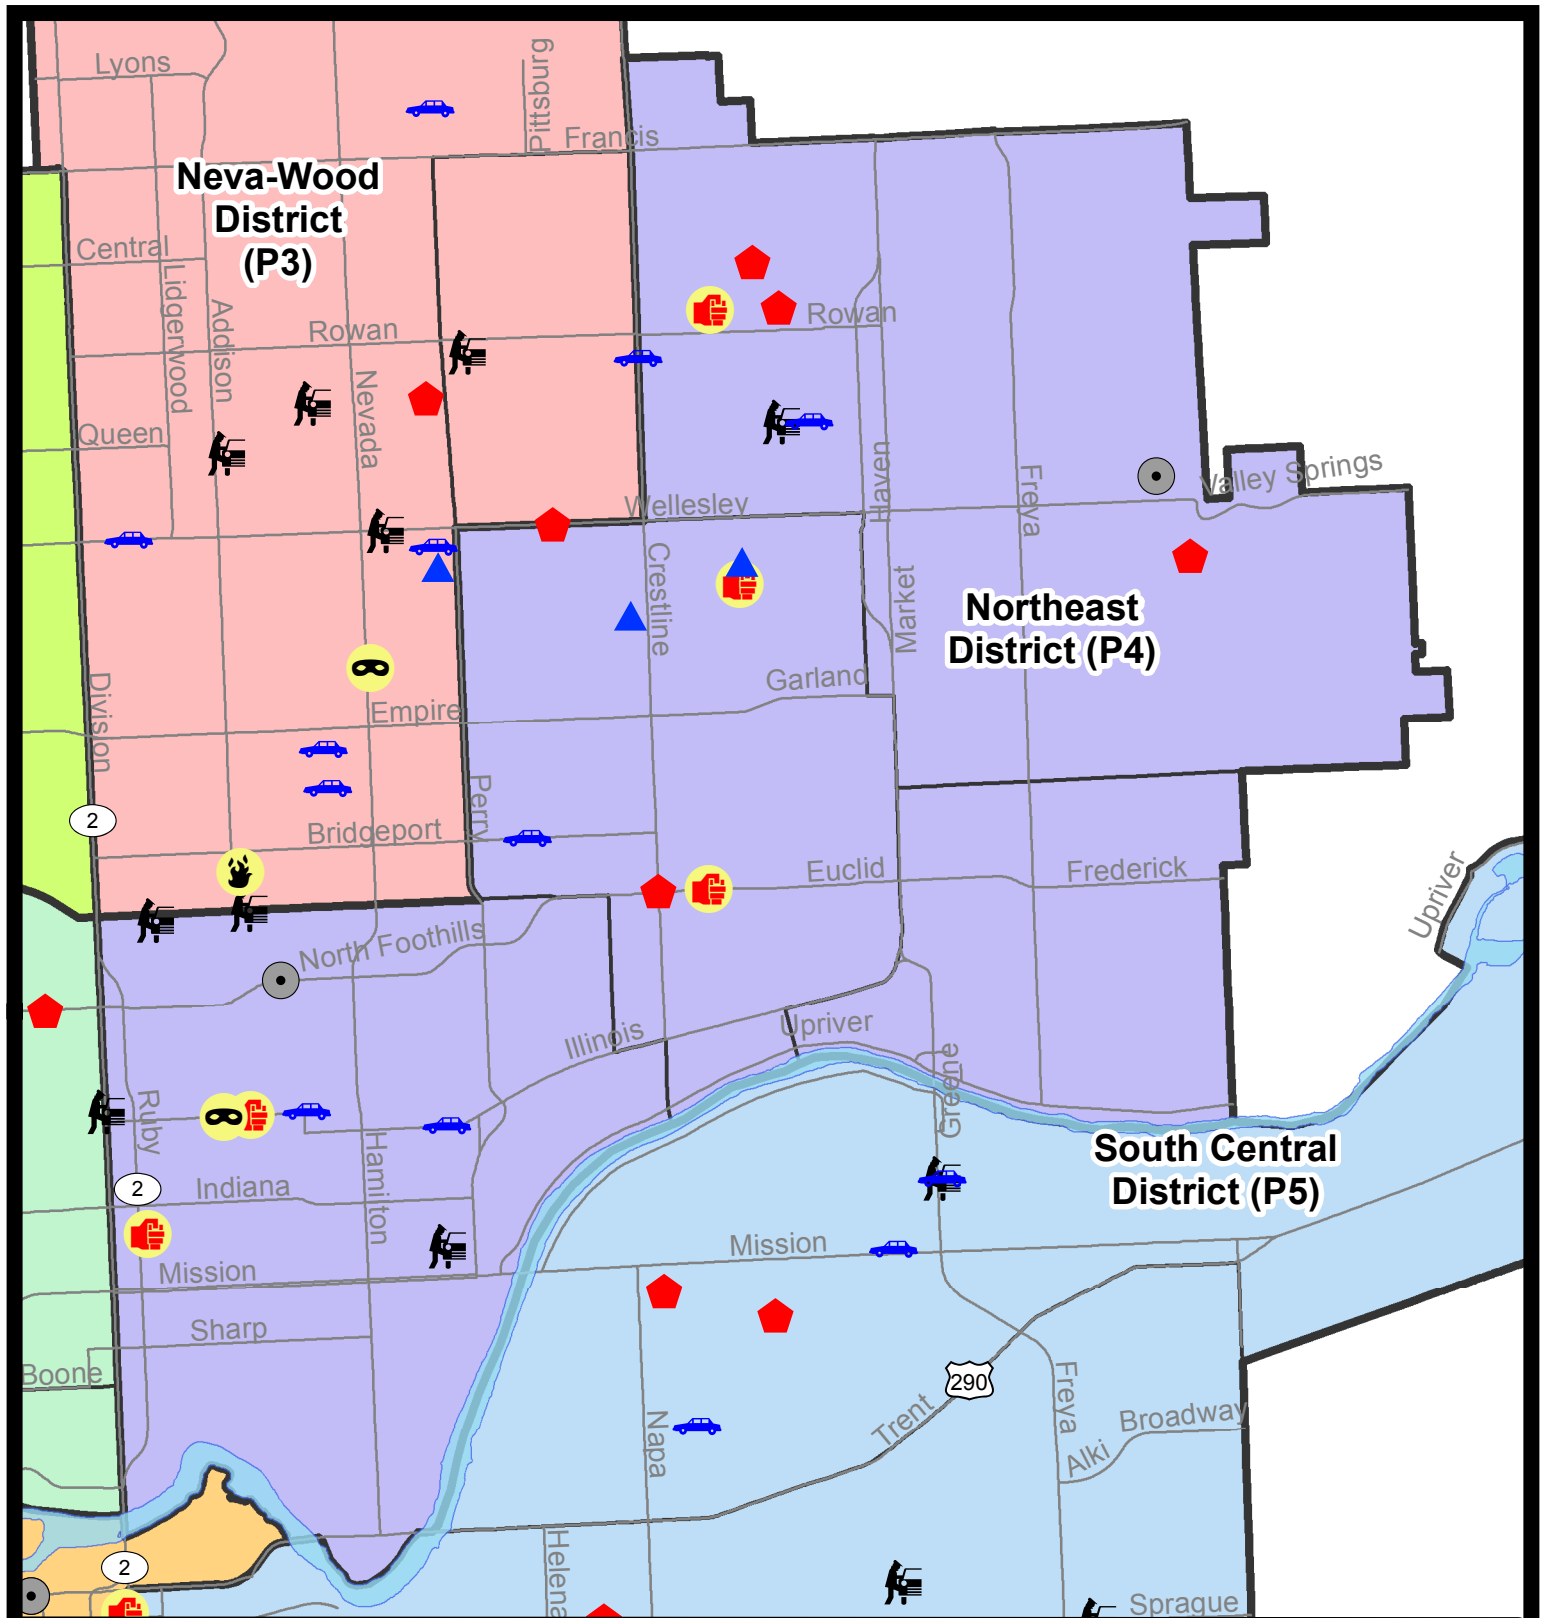 Lyons
Pittsburg
Francis
Neva-Wood
District
(P3)
Central
Lidgerwood
Addison
Rowan
Rowan
Nevada
Queen
Haven
Freya
Valley Springs
Wellesley
Crestline
Market
Northeast
District (P4)
Garland
Division
Empire
Perry
2
Bridgeport
Euclid
Frederick
Upriver
North Foothills
Illinois
Upriver
Greene
Ruby
Hamilton
South Central
District (P5)
2
Indiana
Mission
Mission
Sharp
Boone
290
Freya
Napa
Trent
Broadway
Alki
2
Helena
Sprague